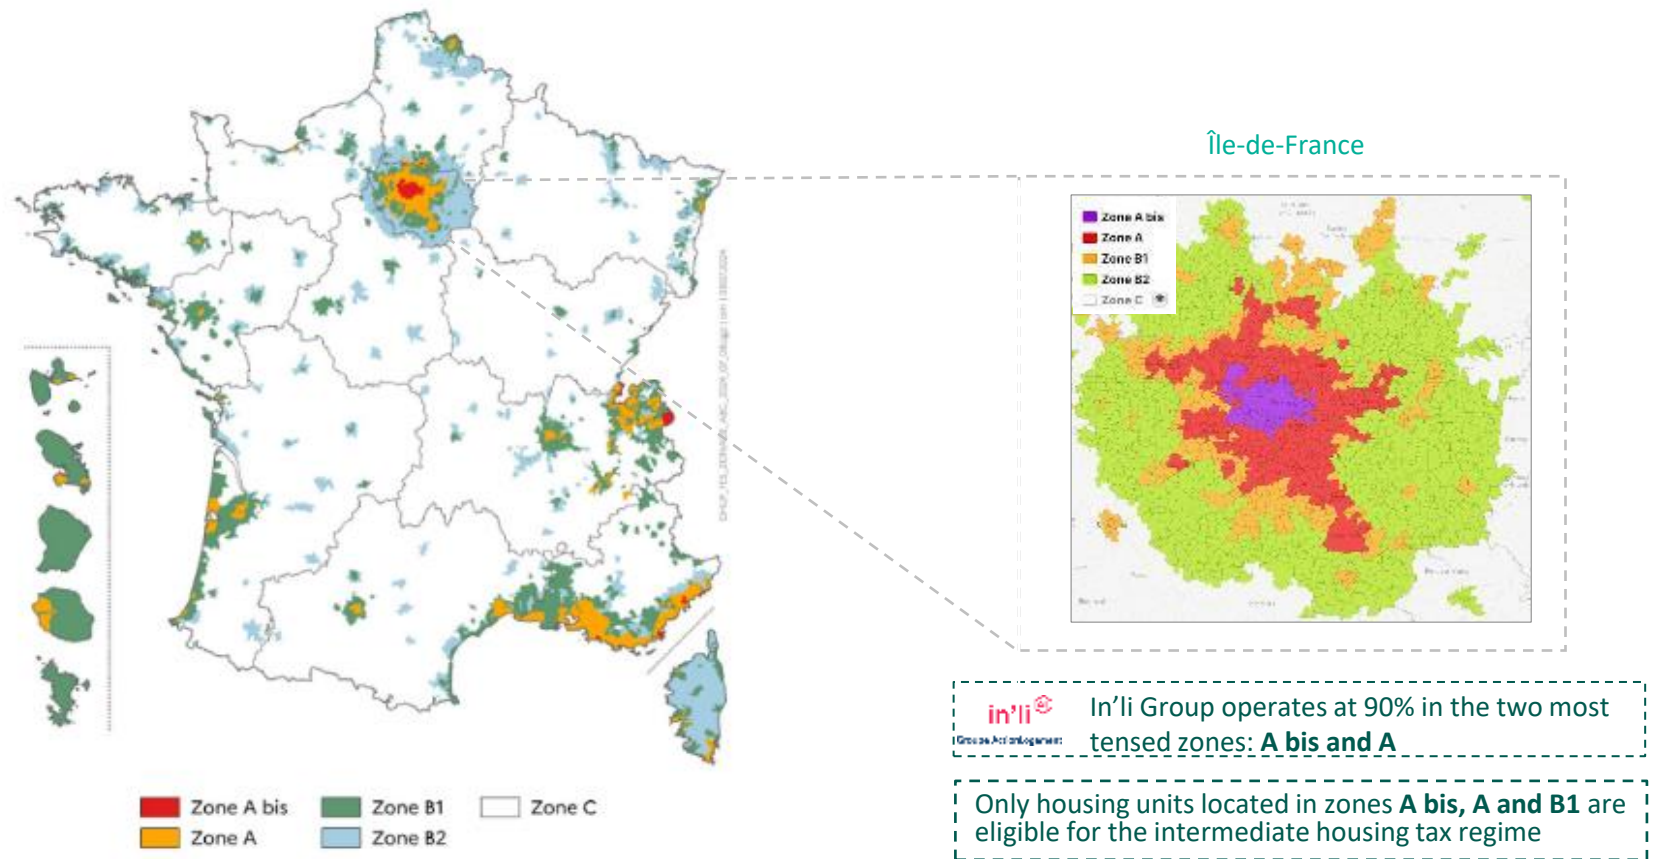 Île-de-France
Zone A bis
Zone A
Zone B1
Zone B2
Zone C
in'li
Groupe ActionLogement
In'li Group operates at 90% in the two most
tensed zones: A bis and A
Only housing units located in zones A bis, A and B1 are
eligible for the intermediate housing tax regime
Zone A bis
Zone B1
Zone C
Zone A
Zone B2